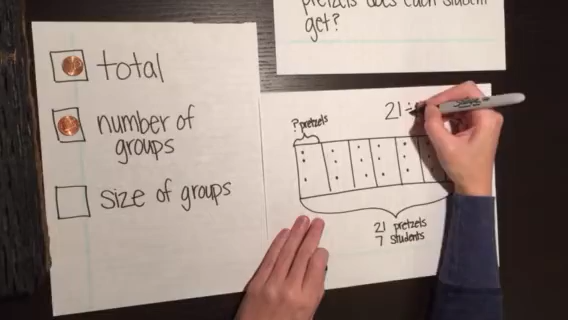 pretzels does each student
get?
total
number of
groups
size of groups
21 ÷
? pretzels
21 pretzels
7 students